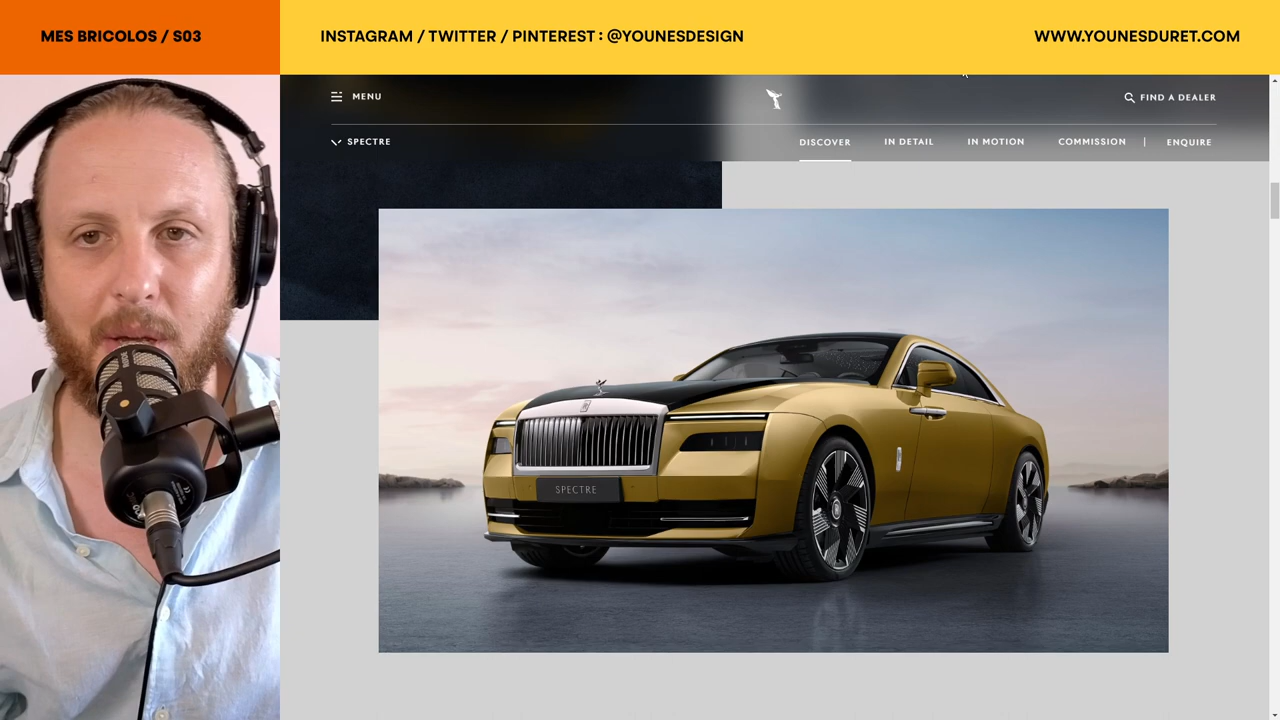 MES BRICOLOS / S03
INSTAGRAM / TWITTER / PINTEREST : @YOUNESDESIGN
WWW.YOUNESDURET.COM
MENU
FIND A DEALER
SPECTRE
DISCOVER
IN DETAIL
IN MOTION
COMMISSION
|
ENQUIRE
SPECTRE